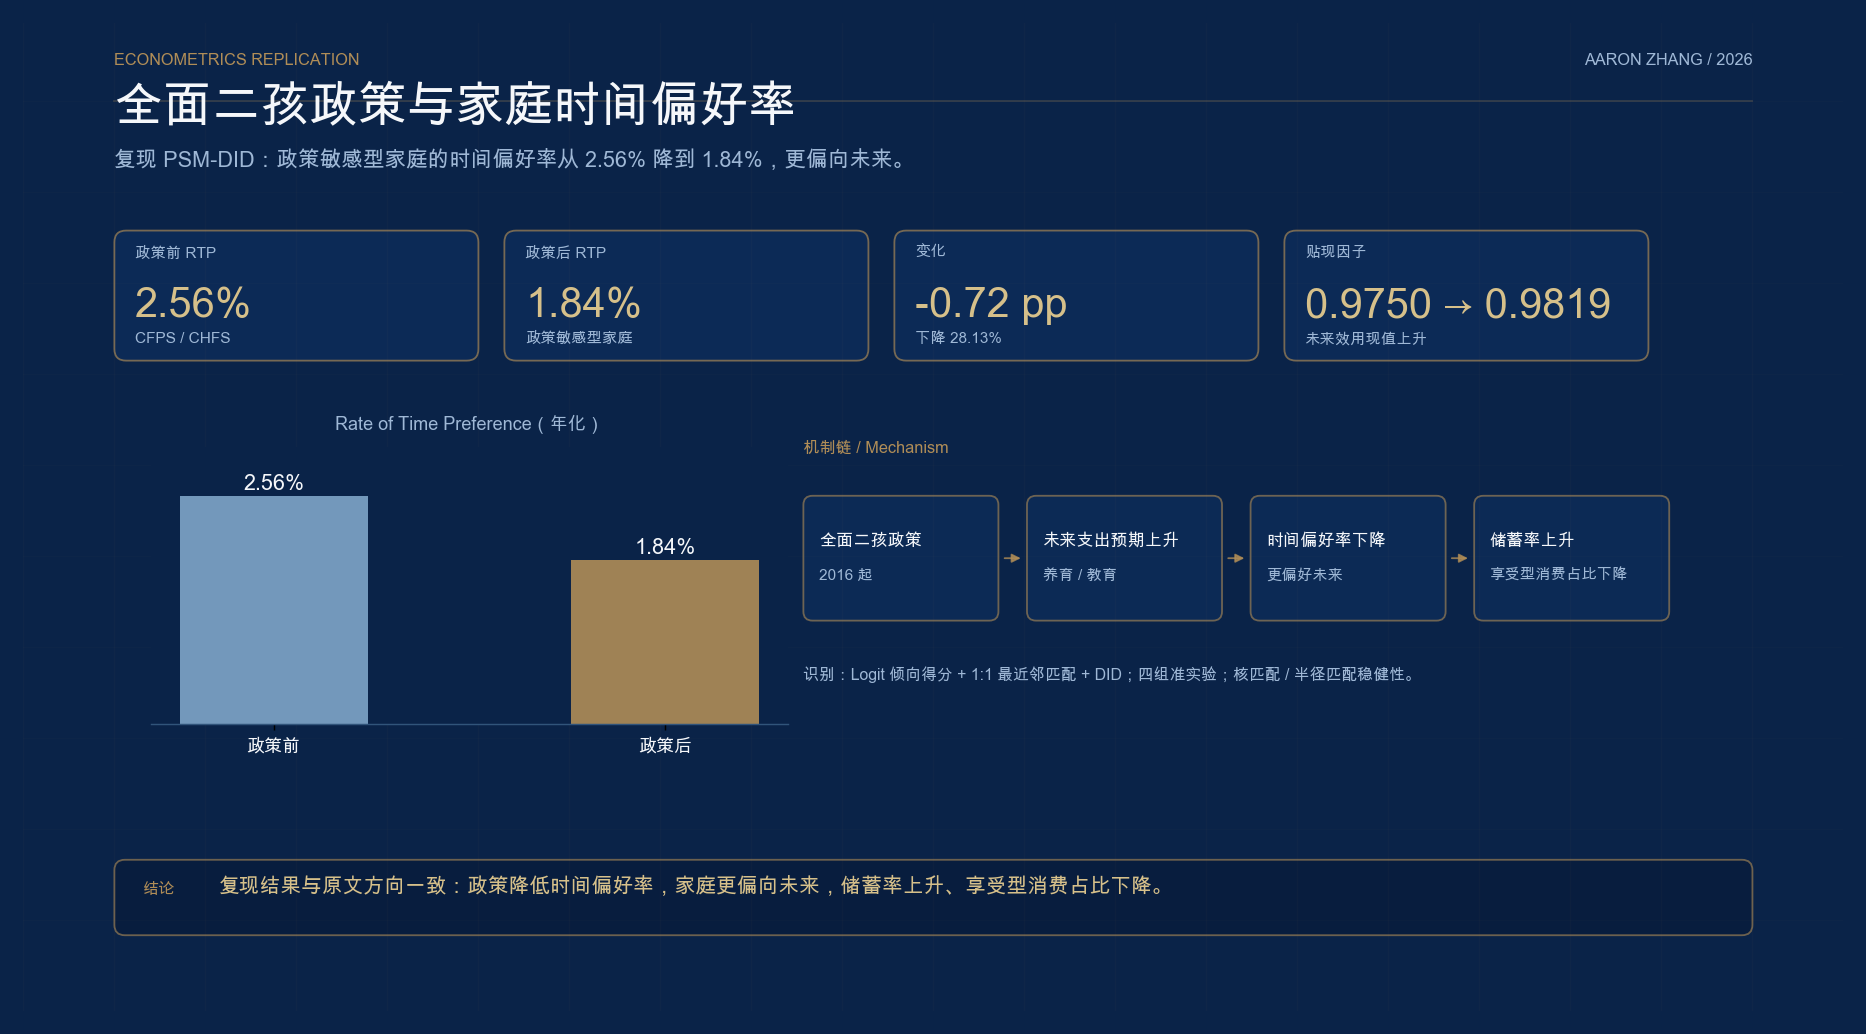 ECONOMETRICS REPLICATION
AARON ZHANG / 2026
全面二孩政策与家庭时间偏好率
复现 PSM-DID：政策敏感型家庭的时间偏好率从 2.56% 降到 1.84%，更偏向未来。
政策前 RTP
2.56%
CFPS / CHFS
政策后 RTP
1.84%
政策敏感型家庭
变化
-0.72 pp
下降 28.13%
贴现因子
0.9750 → 0.9819
未来效用现值上升
Rate of Time Preference（年化）
2.56%
1.84%
政策前
政策后
机制链 / Mechanism
全面二孩政策
2016 起
未来支出预期上升
养育 / 教育
时间偏好率下降
更偏好未来
储蓄率上升
享受型消费占比下降
识别：Logit 倾向得分 + 1:1 最近邻匹配 + DID；四组准实验；核匹配 / 半径匹配稳健性。
结论
复现结果与原文方向一致：政策降低时间偏好率，家庭更偏向未来，储蓄率上升、享受型消费占比下降。